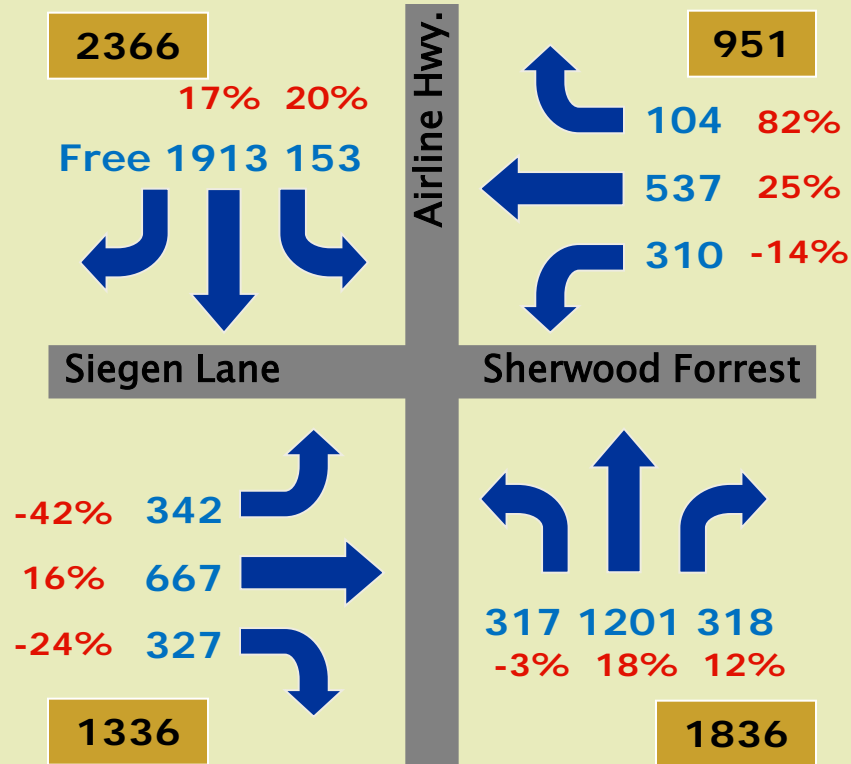 2366
17% 20%
Free 1913 153
Airline Hwy.
951
104 82%
537 25%
310 -14%
Siegen Lane
Sherwood Forrest
-42% 342
16% 667
-24% 327
1336
317 1201 318
-3% 18% 12%
1836